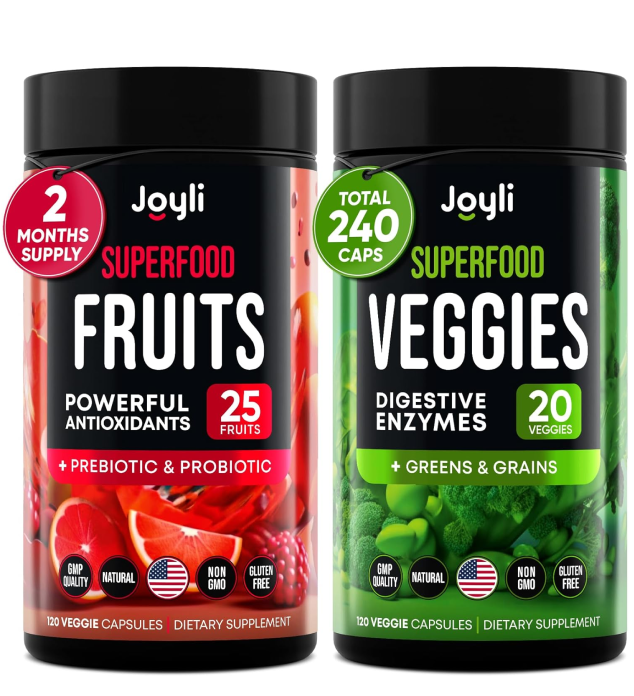 2
MONTHS
SUPPLY
Joyli
SUPERFOOD
FRUITS
POWERFUL
ANTIOXIDANTS
25
FRUITS
+ PREBIOTIC & PROBIOTIC
GMP
QUALITY
NATURAL
NON
GMO
GLUTEN
FREE
120 VEGGIE CAPSULES | DIETARY SUPPLEMENT
TOTAL
240
CAPS
Joyli
SUPERFOOD
VEGGIES
DIGESTIVE
ENZYMES
20
VEGGIES
+ GREENS & GRAINS
GMP
QUALITY
NATURAL
NON
GMO
GLUTEN
FREE
120 VEGGIE CAPSULES | DIETARY SUPPLEMENT